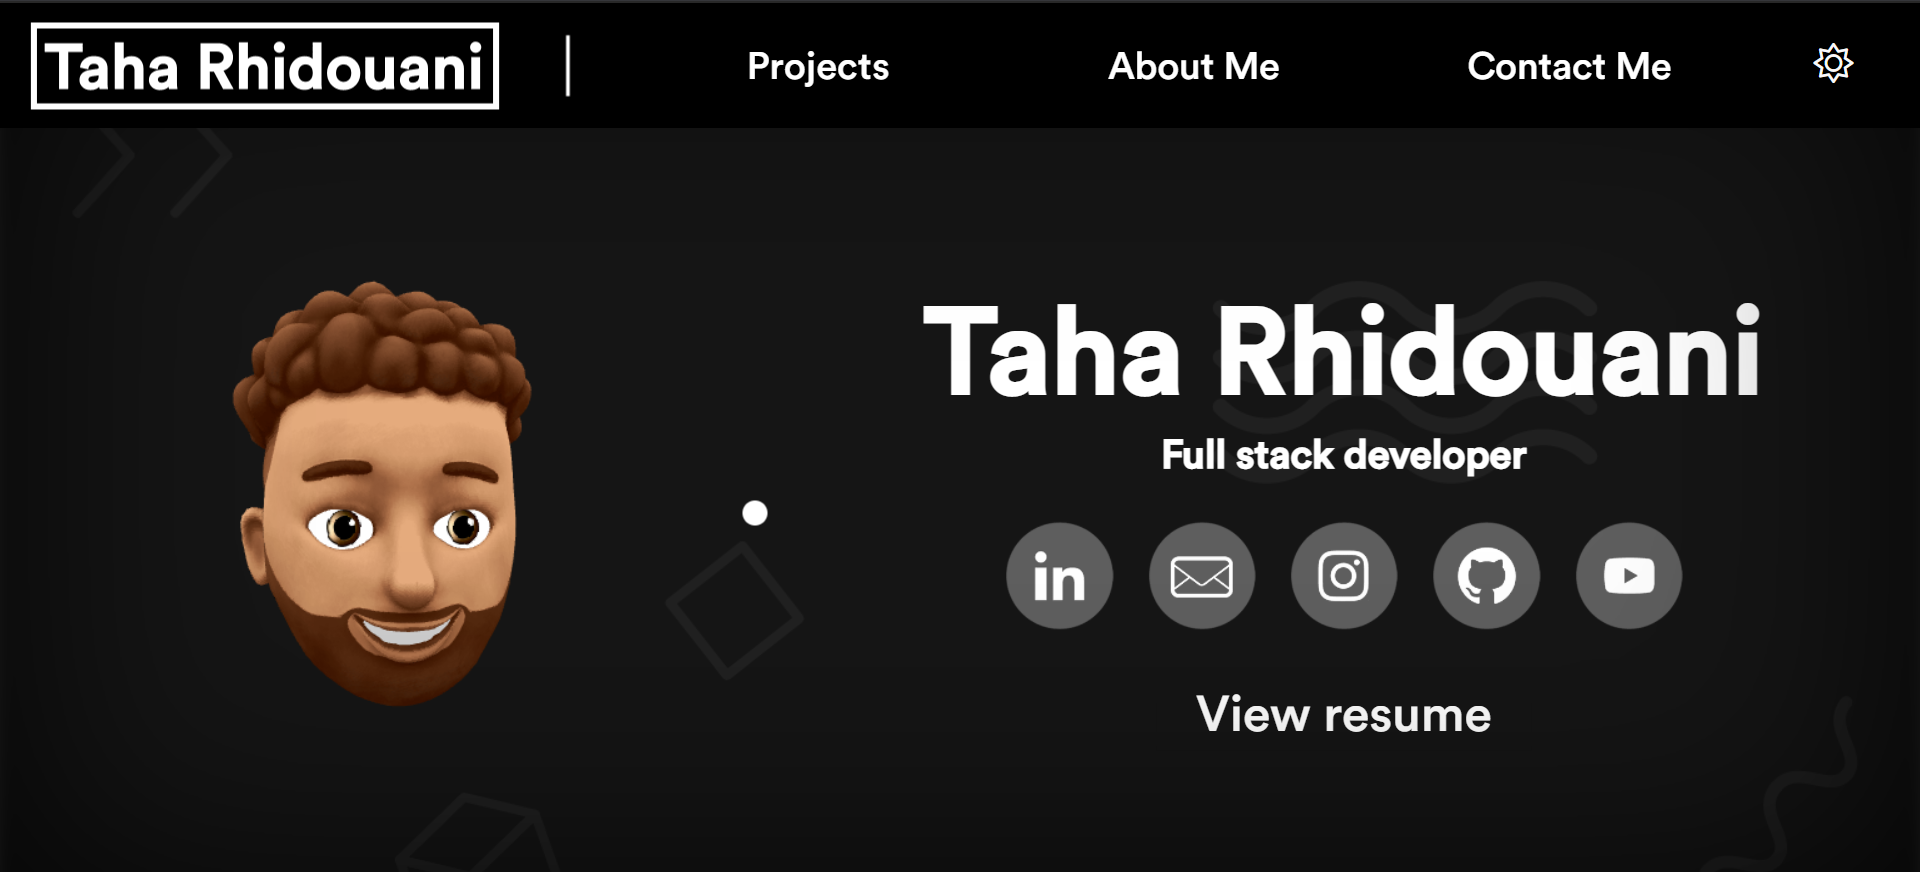 Taha Rhidouani
Projects
About Me
Contact Me
Taha Rhidouani
Full stack developer
in
View resume